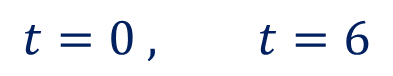 t = 0 ,   t = 6